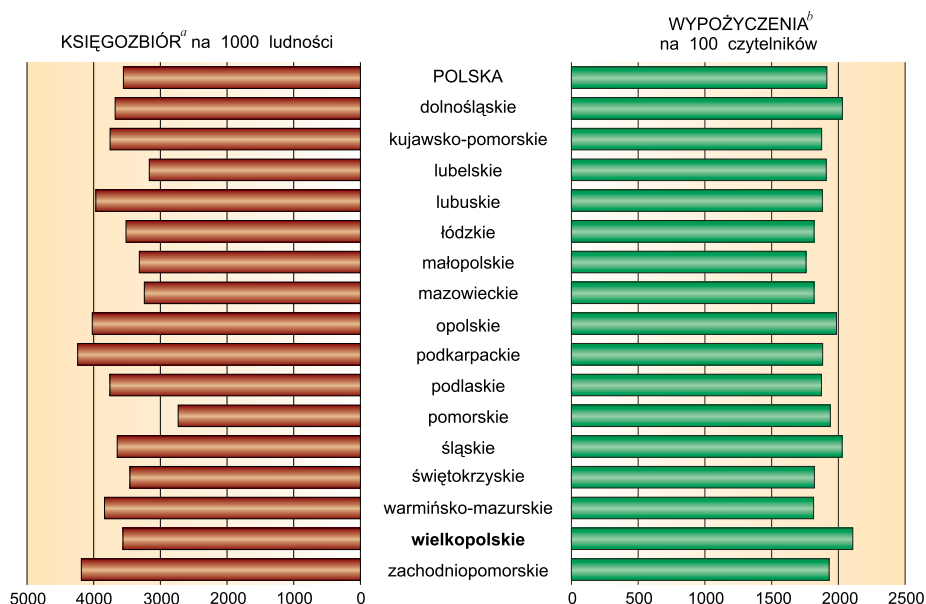 KSIĘGOZBIÓRa na 1000 ludności
WYPOŻYCZENIAb
na 100 czytelników
POLSKA
dolnośląskie
kujawsko-pomorskie
lubelskie
lubuskie
łódzkie
małopolskie
mazowieckie
opolskie
podkarpackie
podlaskie
pomorskie
śląskie
świętokrzyskie
warmińsko-mazurskie
wielkopolskie
zachodniopomorskie
5000 4000 3000 2000 1000 0
0 500 1000 1500 2000 2500